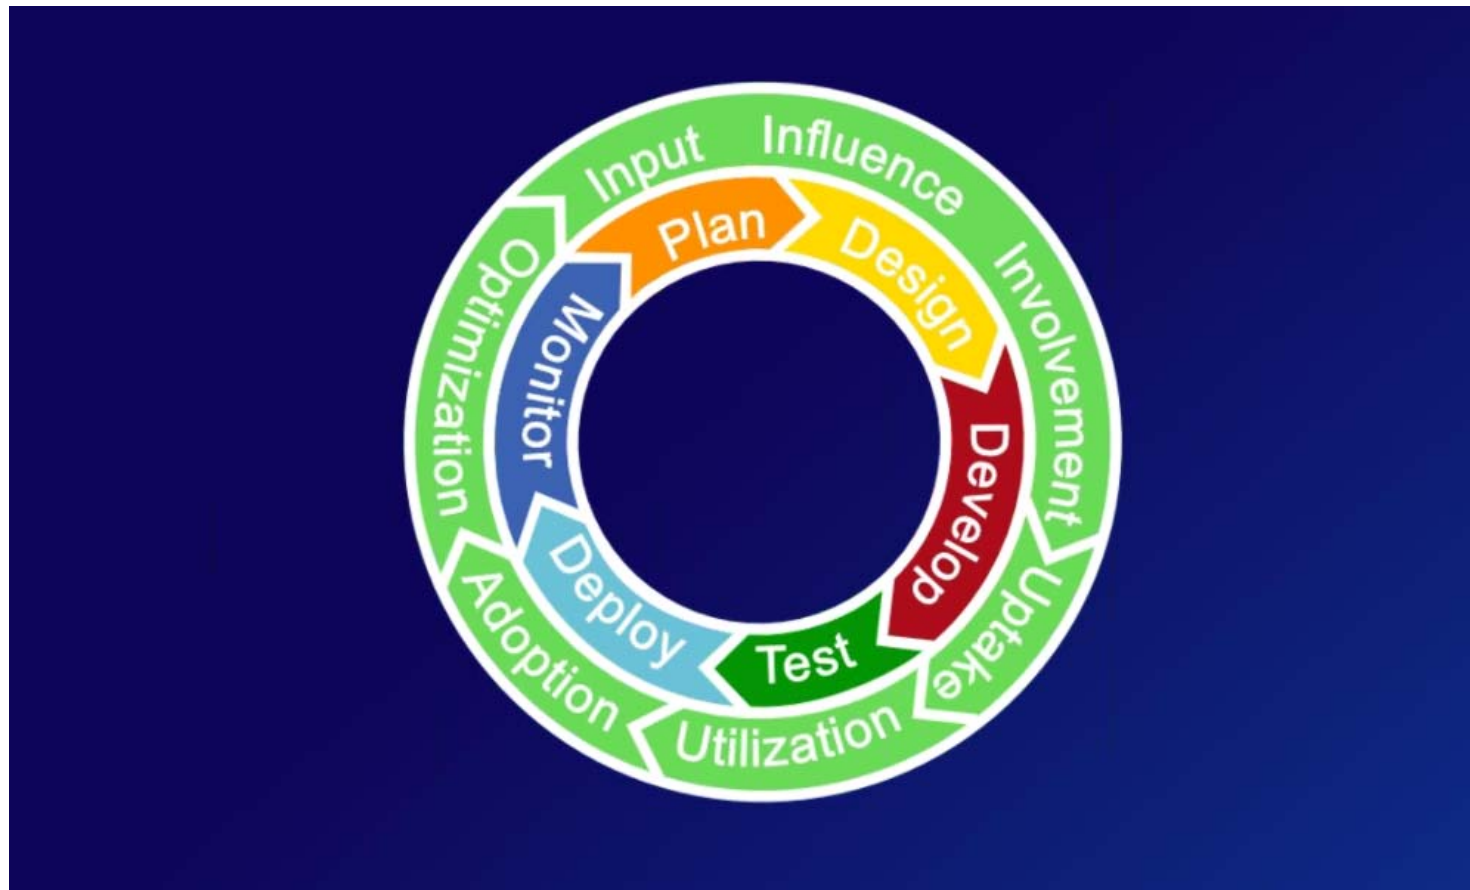 Input
Influence
Involvement
Uptake
Utilization
Adoption
Optimization
Plan
Design
Develop
Test
Deploy
Monitor